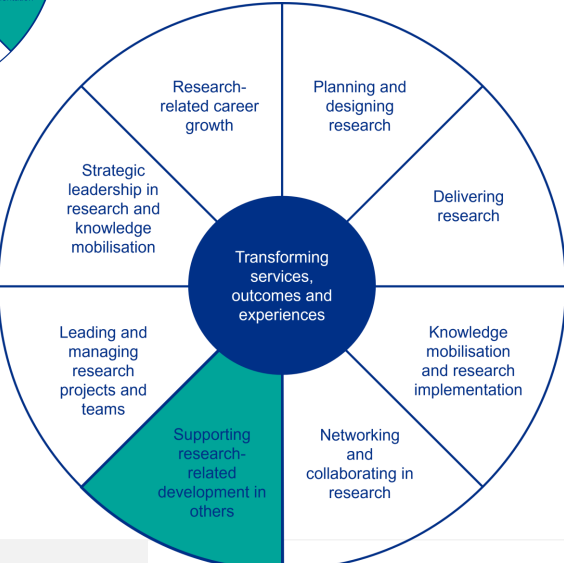 Research-
related career
growth
Planning and
designing
research
Strategic
leadership in
research and
knowledge
mobilisation
Delivering
research
Transforming
services,
outcomes and
experiences
Leading and
managing
research
projects and
teams
Knowledge
mobilisation
and research
implementation
Supporting
research-
related
development in
others
Networking
and
collaborating in
research